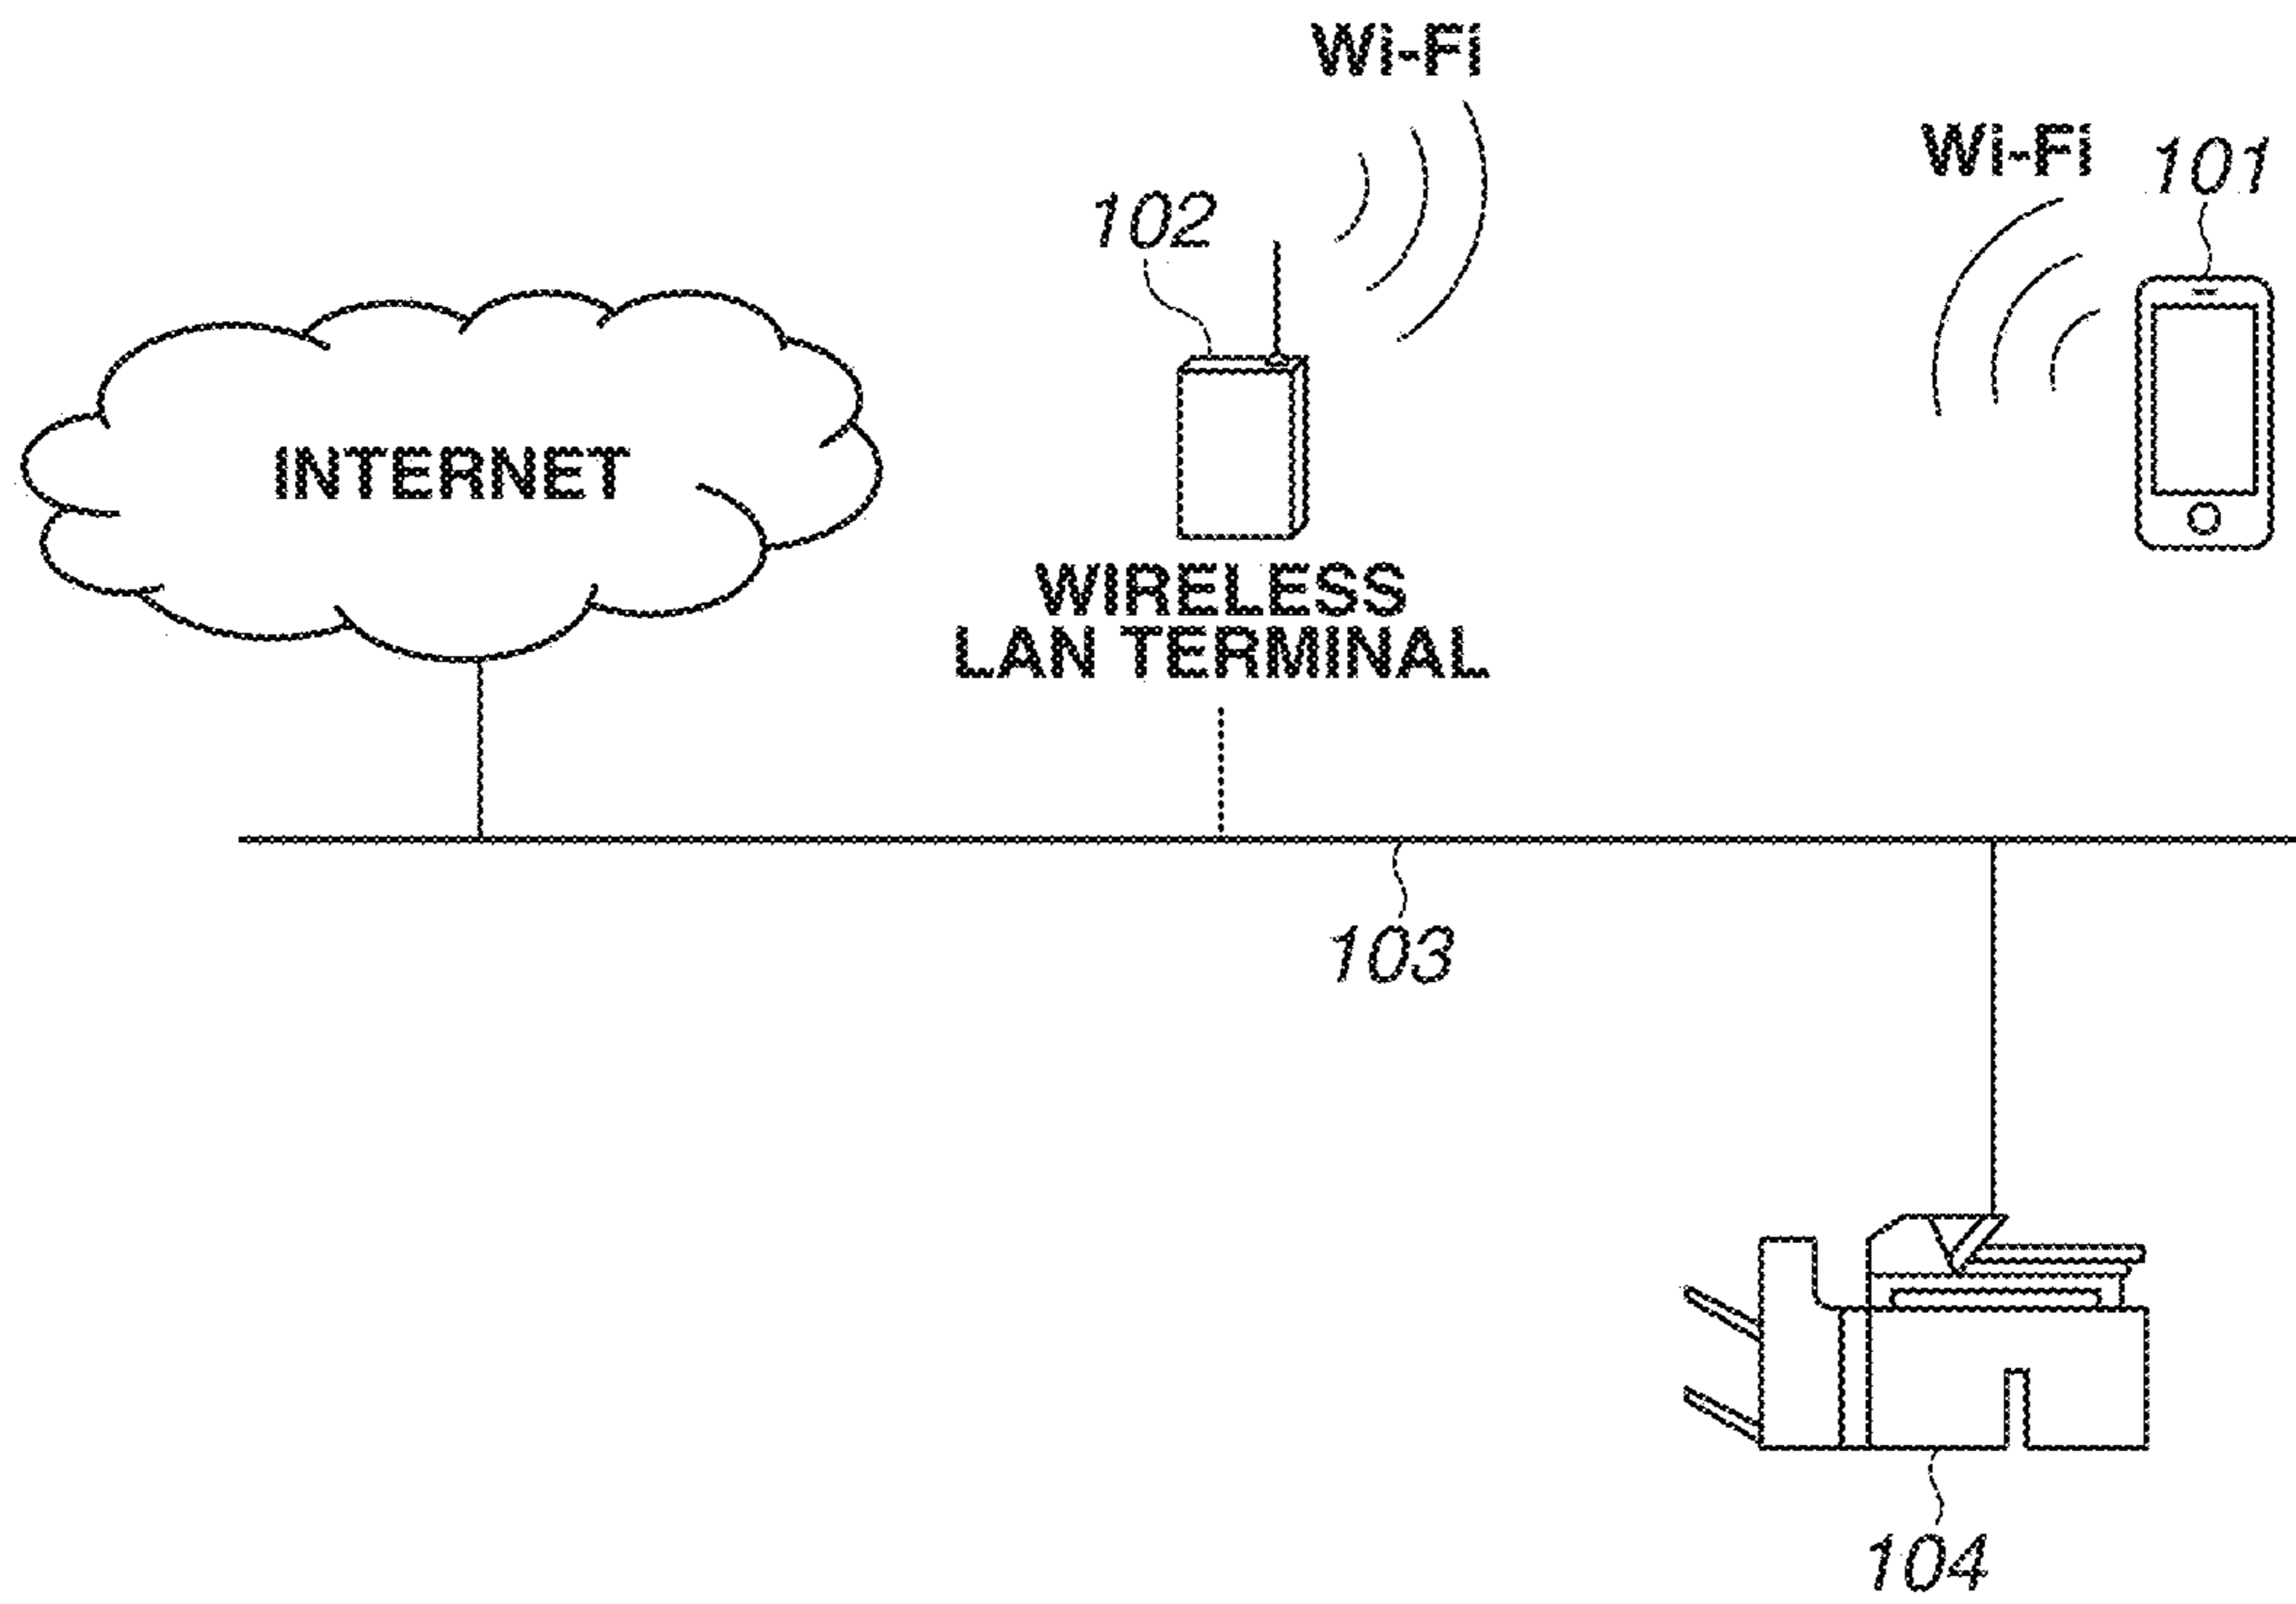 Wi-Fi
Wi-Fi 101
102
INTERNET
WIRELESS
LAN TERMINAL
103
104